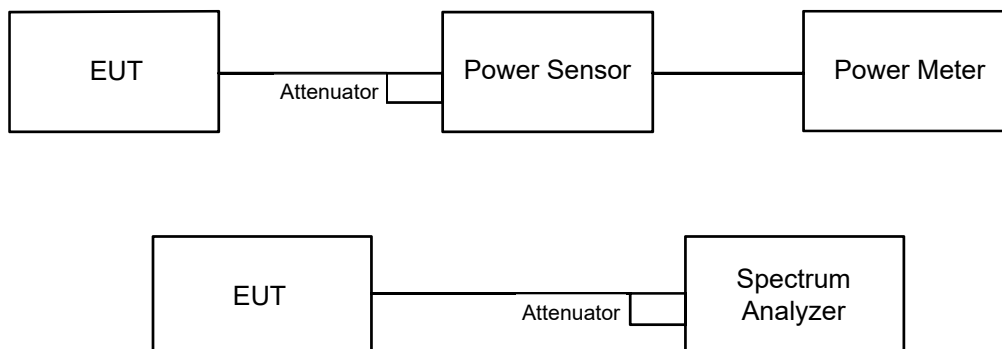 EUT
Attenuator
Power Sensor
Power Meter
EUT
Attenuator
Spectrum
Analyzer